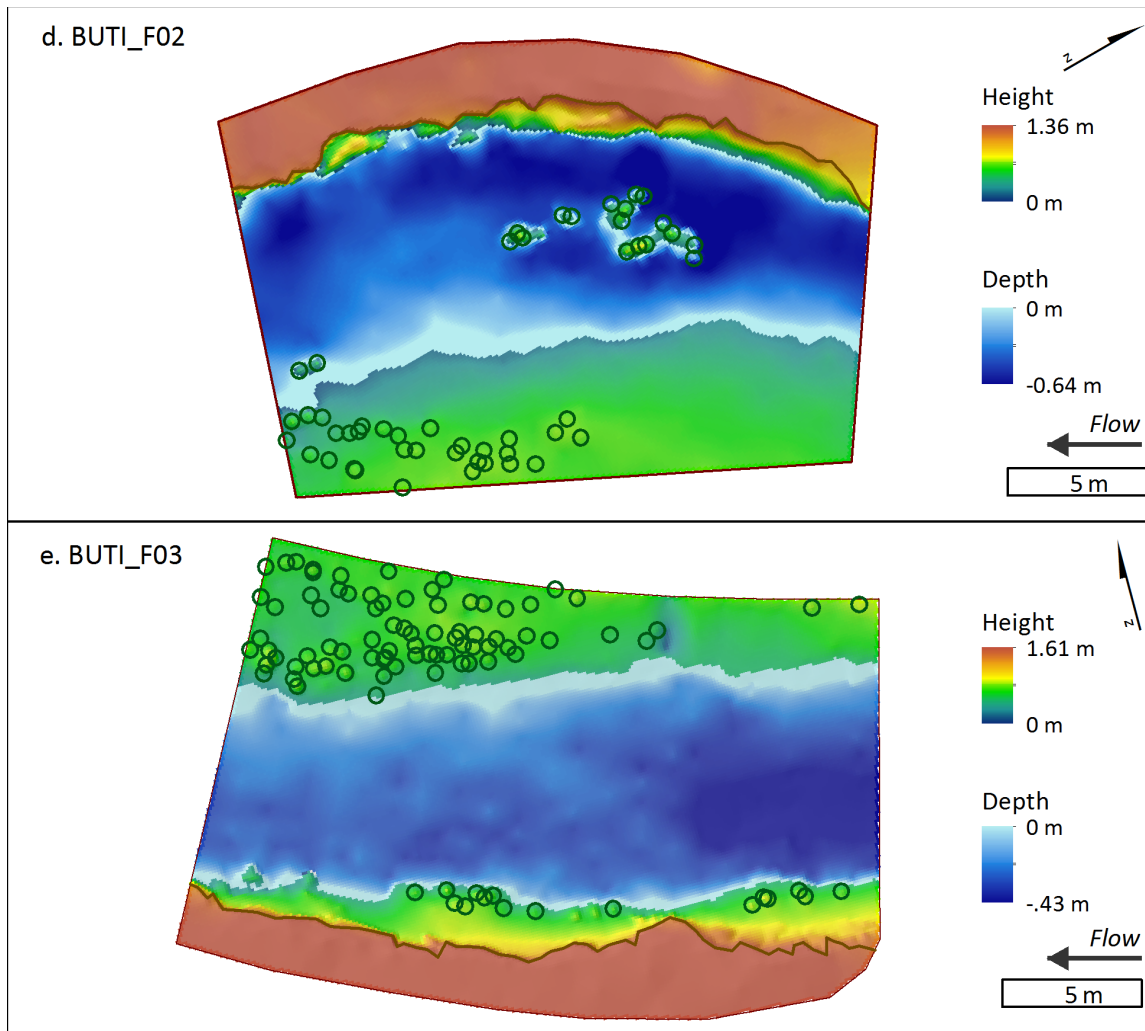 d. BUTI_F02
z
Height
1.36 m
0 m
Depth
0 m
-0.64 m
Flow
5 m
e. BUTI_F03
z
Height
1.61 m
0 m
Depth
0 m
-.43 m
Flow
5 m